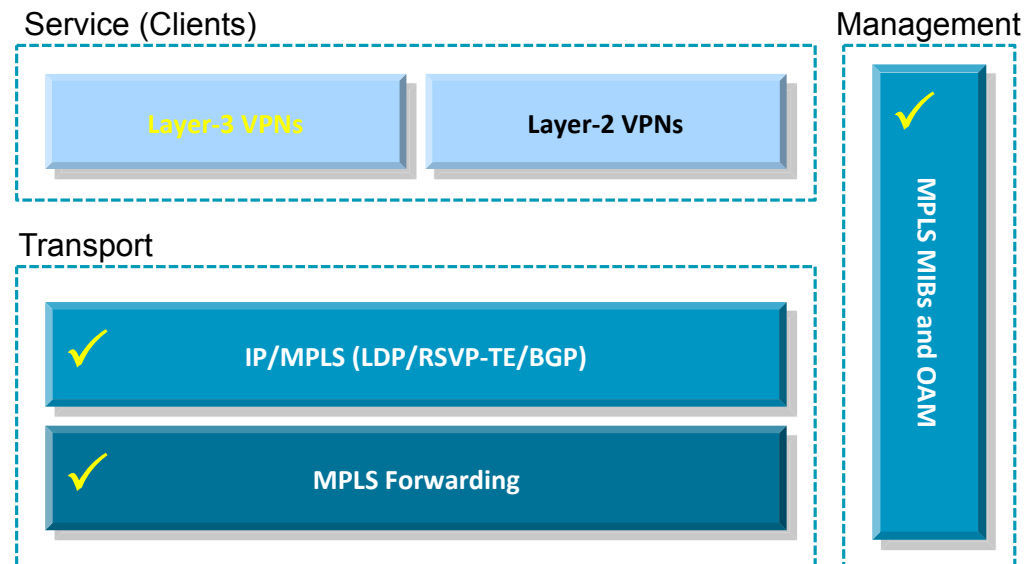 Service (Clients)
Management
Layer-3 VPNs
Layer-2 VPNs
MPLS MIBs and OAM
Transport
IP/MPLS (LDP/RSVP-TE/BGP)
MPLS Forwarding